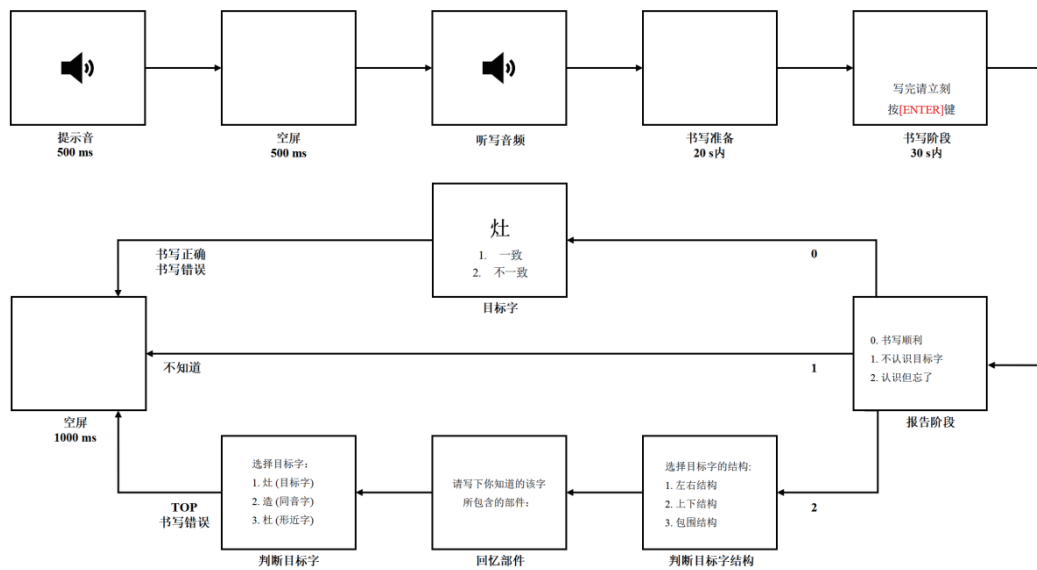 提示音
500 ms
空屏
500 ms
听写音频
书写准备
20 s内
写完请立刻
按[ENTER]键
书写阶段
30 s内
灶
1. 一致
2. 不一致
目标字
书写正确
书写错误
0
不知道
1
空屏
1000 ms
0. 书写顺利
1. 不认识目标字
2. 认识但忘了
报告阶段
TOP
书写错误
选择目标字：
1. 灶 (目标字)
2. 造 (同音字)
3. 杜 (形近字)
判断目标字
请写下你知道的该字
所包含的部件：
回忆部件
选择目标字的结构:
1. 左右结构
2. 上下结构
3. 包围结构
判断目标字结构
2